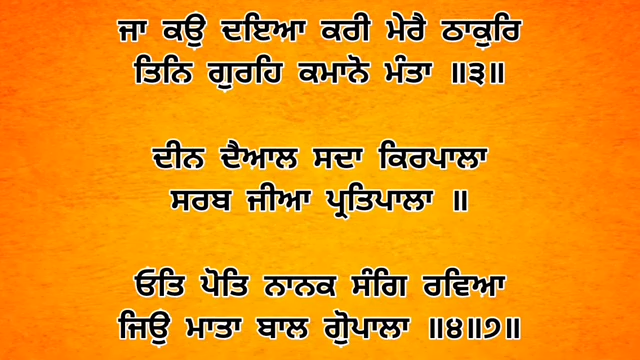 ਜਾ ਕਉ ਦਇਆ ਕਰੀ ਮੇਰੈ ਠਾਕੁਰਿ
ਤਿਨਿ ਗੁਰਹਿ ਕਮਾਨੋ ਮੰਤਾ ॥੩॥
ਦੀਨ ਦੈਆਲ ਸਦਾ ਕਿਰਪਾਲਾ
ਸਰਬ ਜੀਆ ਪ੍ਰਤਿਪਾਲਾ ॥
ਓਤਿ ਪੋਤਿ ਨਾਨਕ ਸੰਗਿ ਰਵਿਆ
ਜਿਉ ਮਾਤਾ ਬਾਲ ਗੋੁਪਾਲਾ ॥੪॥੭॥